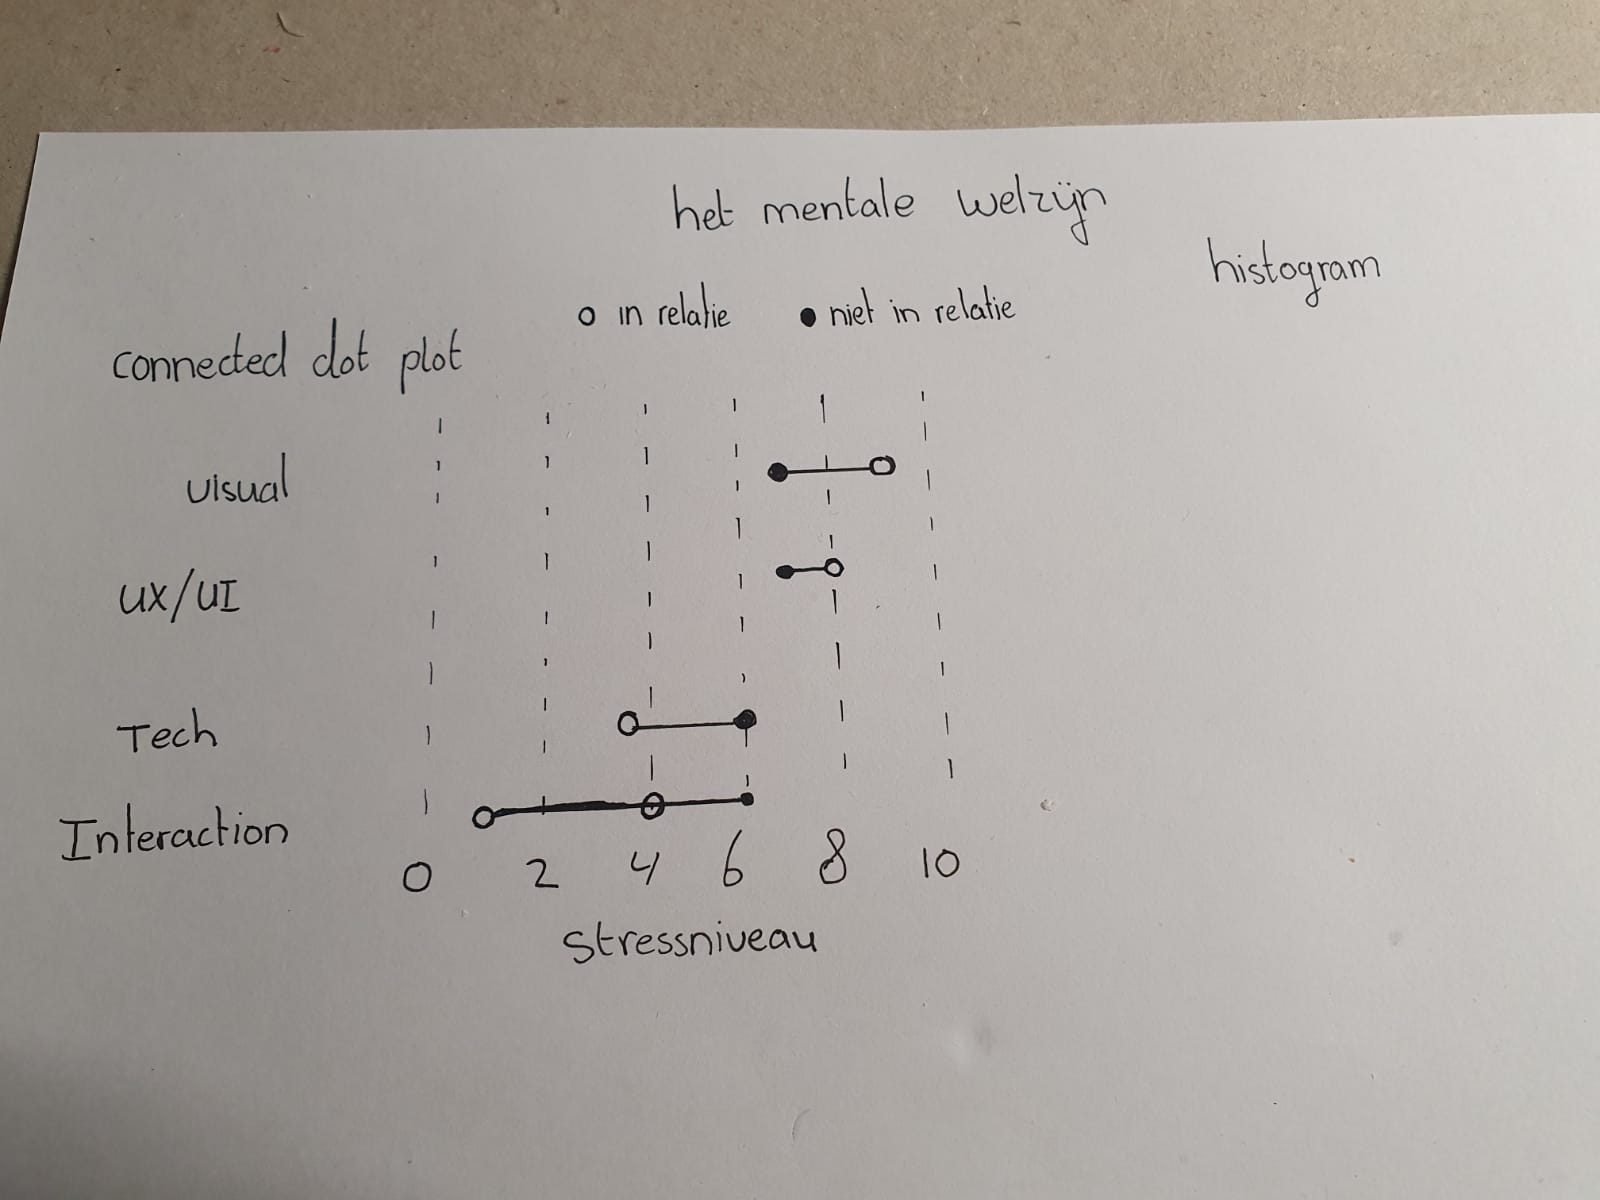 het mentale welzijn
histogram
in relatie
niet in relatie
connected dot plot
visual
UX/UI
Tech
Interaction
0 2 4 6 8 10
stressniveau